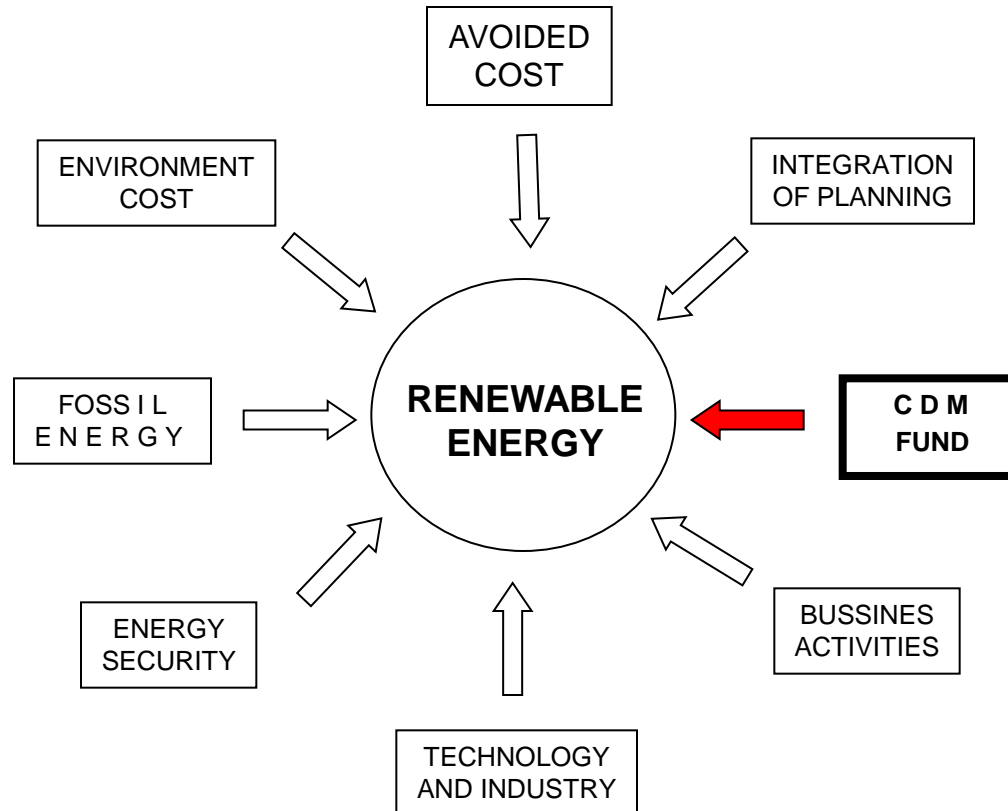 AVOIDED
COST
ENVIRONMENT
COST
INTEGRATION
OF PLANNING
FOSS I L
E N E R G Y
RENEWABLE
ENERGY
C D M
FUND
ENERGY
SECURITY
BUSSINES
ACTIVITIES
TECHNOLOGY
AND INDUSTRY